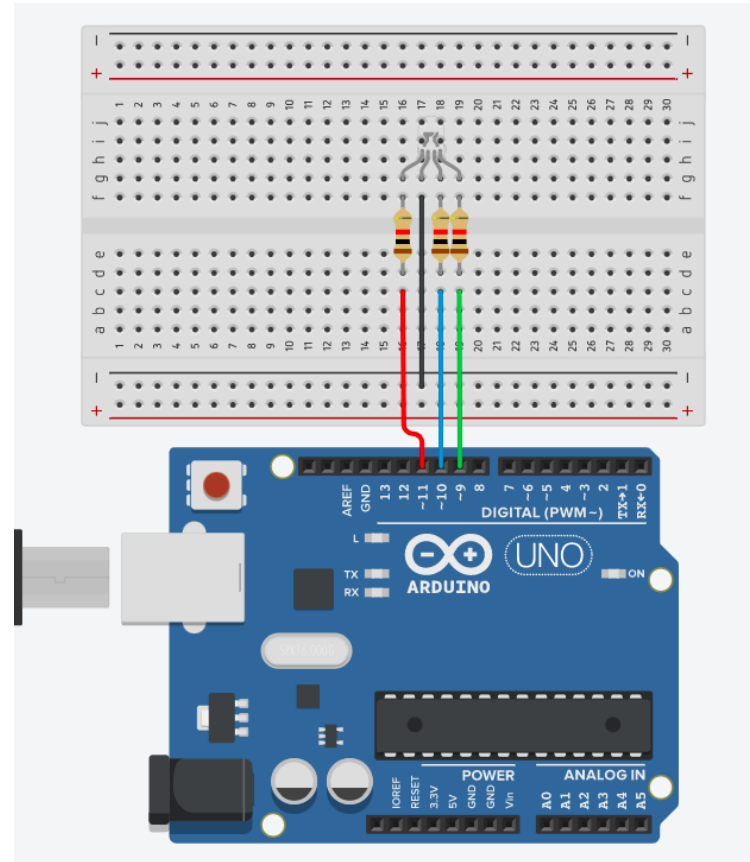 − −
+ +
1 2 3 4 5 6 7 8 9 10 11 12 13 14 15 16 17 18 19 20 21 22 23 24 25 26 27 28 29 30
j j
i i
h h
g g
f f
e e
d d
c c
b b
a a
1 2 3 4 5 6 7 8 9 10 11 12 13 14 15 17 20 21 22 23 24 25 26 27 28 29 30
− −
+ +
AREF GND 13 12 ~11 ~10 ~9 8 7 ~6 ~5 4 ~3 2 TX→1 RX←0
DIGITAL (PWM~)
L
TX
RX
ARDUINO
UNO
ON
POWER
ANALOG IN
IOREF RESET 3.3V 5V GND GND Vin A0 A1 A2 A3 A4 A5